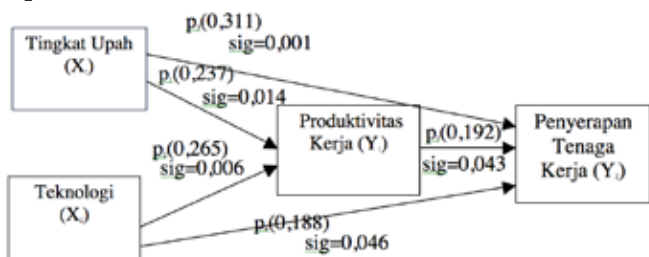 p.(0,311)
sig=0,001
Tingkat Upah
(X.)
p.(0,237)
sig=0,014
Produktivitas
Kerja (Y.)
p.(0,192)
sig=0,043
Penyerapan
Tenaga
Kerja (Y.)
p.(0,265)
sig=0,006
Teknologi
(X.)
p.(0,188)
sig=0,046